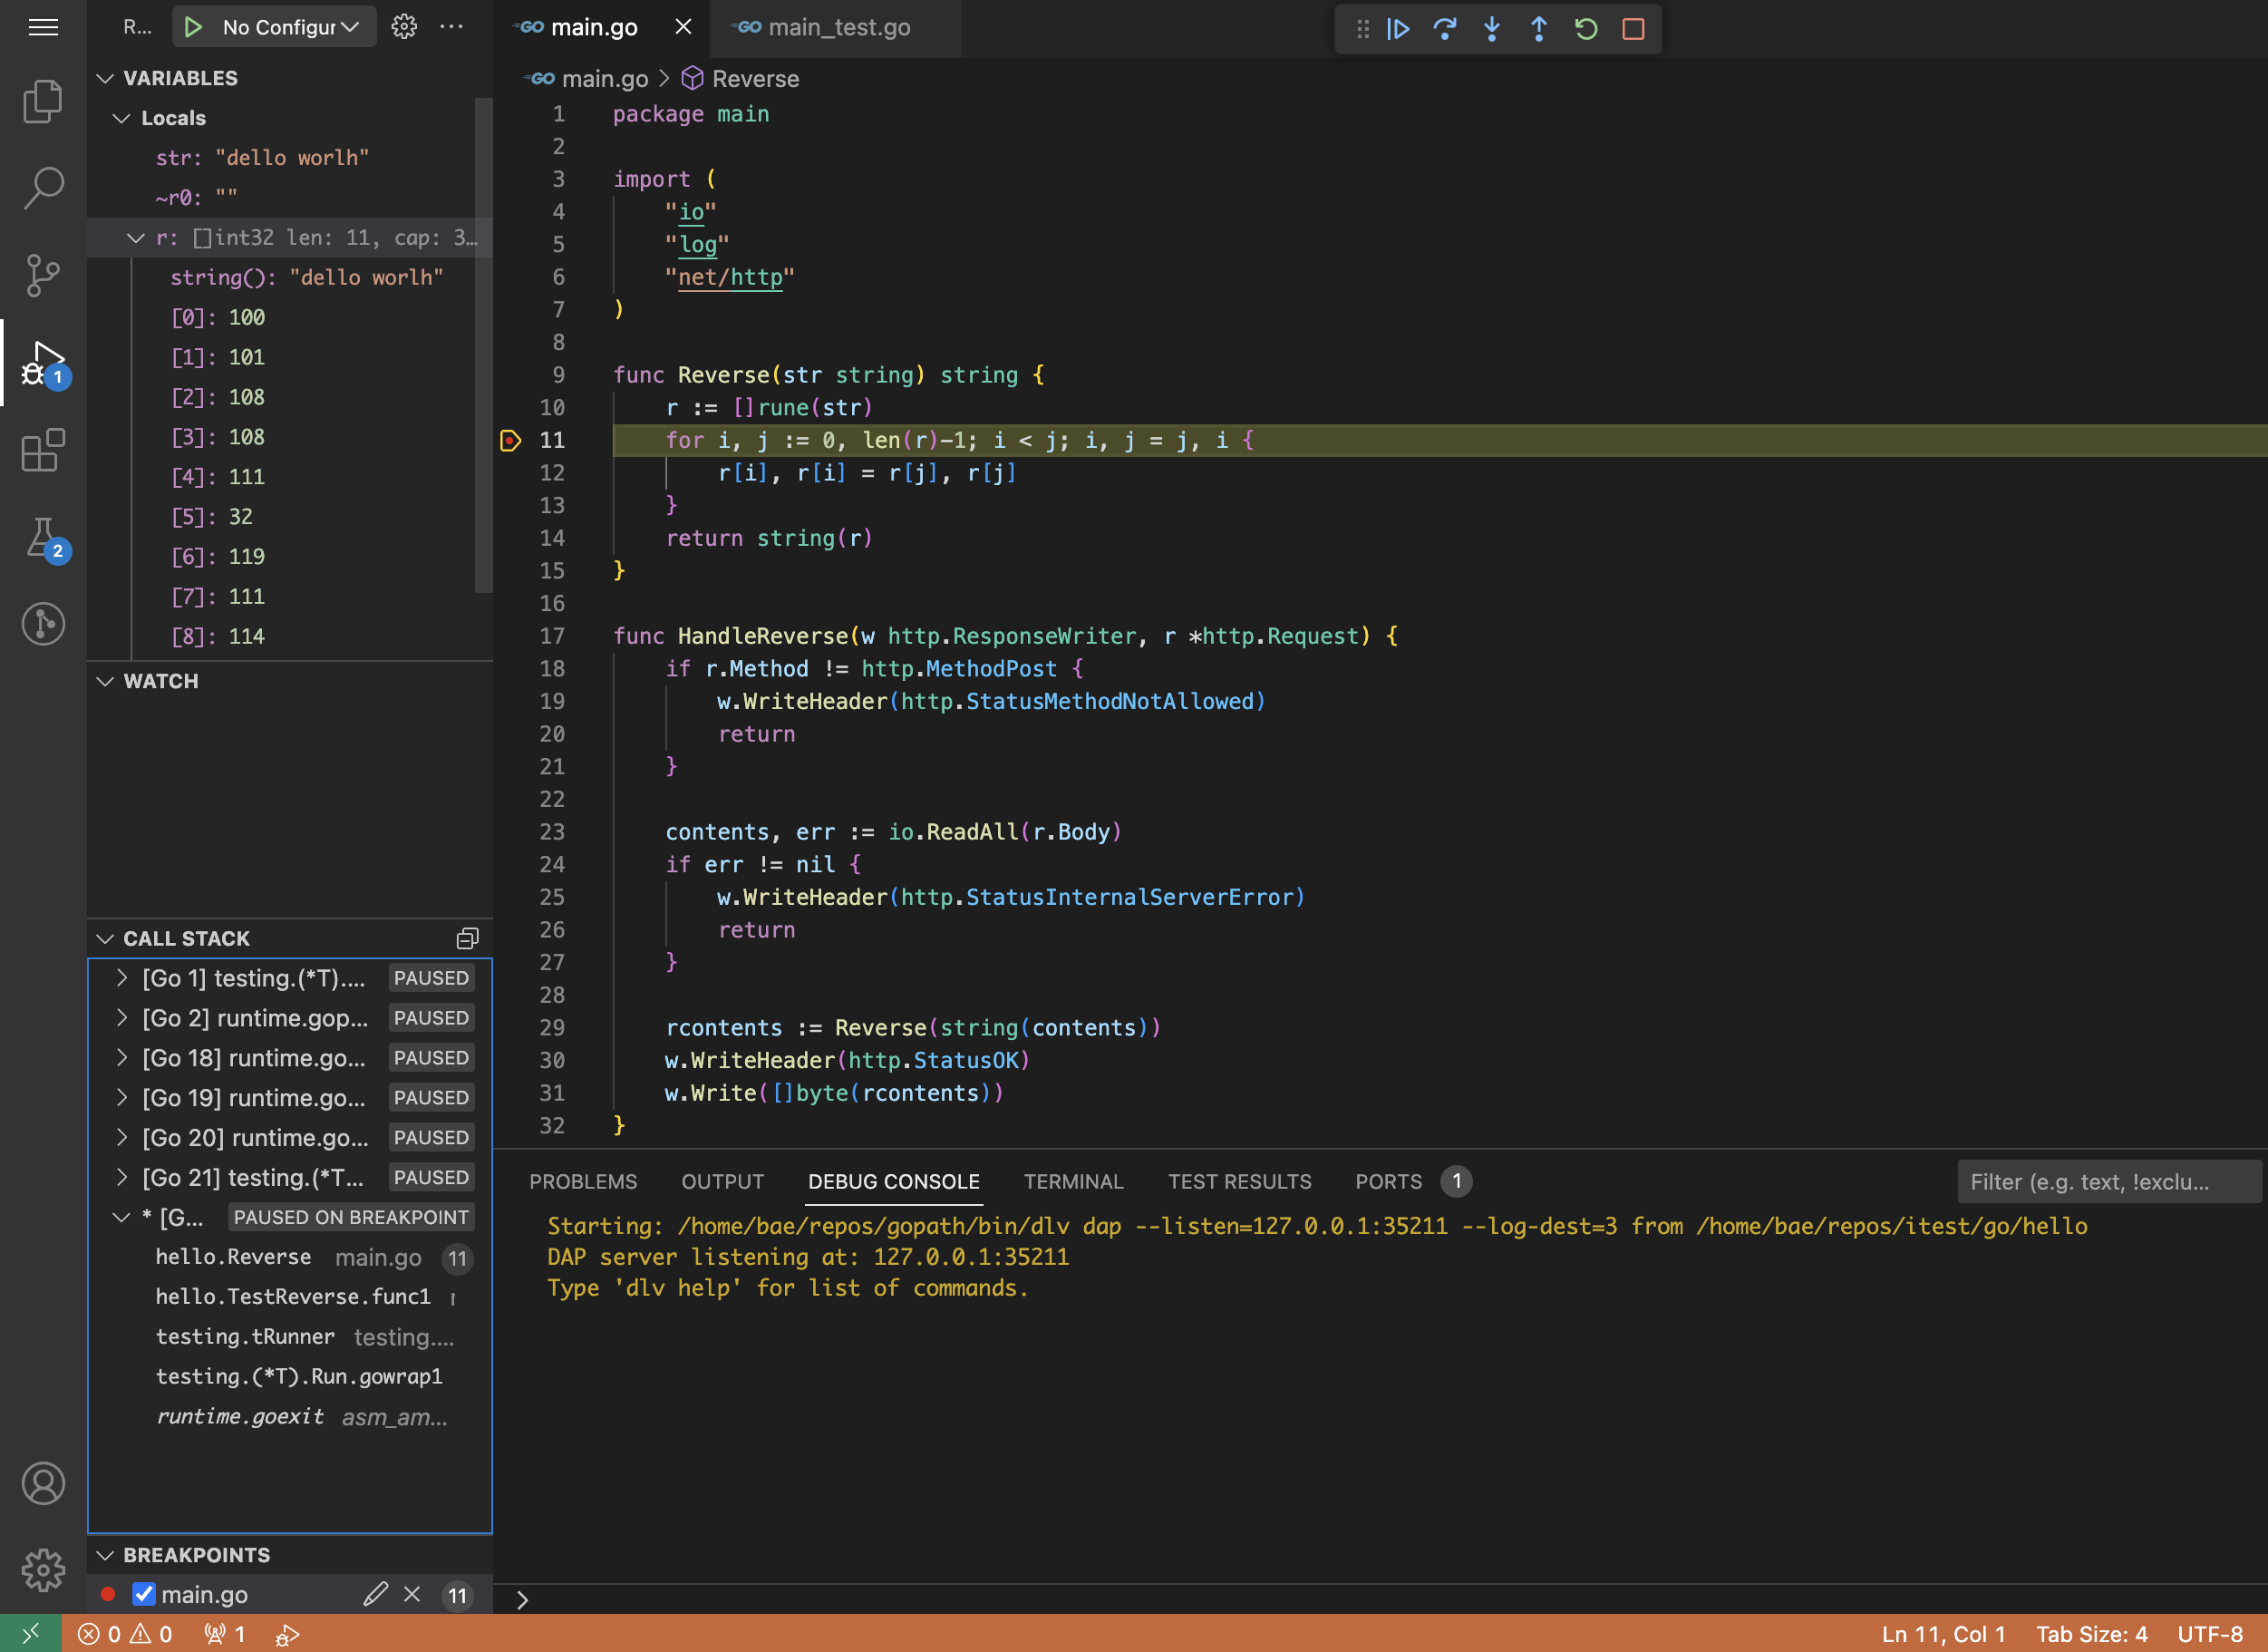 R...
No Configur
main.go
main_test.go
VARIABLES
Locals
str: "dello worlh"
~r0: ""
r: []int32 len: 11, cap: 3…
string(): "dello worlh"
[0]: 100
[1]: 101
[2]: 108
[3]: 108
[4]: 111
[5]: 32
[6]: 119
[7]: 111
[8]: 114
WATCH
CALL STACK
[Go 1] testing.(*T).... PAUSED
[Go 2] runtime.gop... PAUSED
[Go 18] runtime.go... PAUSED
[Go 19] runtime.go... PAUSED
[Go 20] runtime.go... PAUSED
[Go 21] testing.(*T... PAUSED
* [G... PAUSED ON BREAKPOINT
hello.Reverse main.go 11
hello.TestReverse.func1
testing.tRunner testing....
testing.(*T).Run.gowrap1
runtime.goexit asm_am...
BREAKPOINTS
main.go 11
1
2
main.go > Reverse
1 package main
2
3 import (
4 "io"
5 "log"
6 "net/http"
7 )
8
9 func Reverse(str string) string {
10 r := []rune(str)
11 for i, j := 0, len(r)-1; i < j; i, j = j, i {
12 r[i], r[i] = r[j], r[j]
13 }
14 return string(r)
15 }
16
17 func HandleReverse(w http.ResponseWriter, r *http.Request) {
18 if r.Method != http.MethodPost {
19 w.WriteHeader(http.StatusMethodNotAllowed)
20 return
21 }
22
23 contents, err := io.ReadAll(r.Body)
24 if err != nil {
25 w.WriteHeader(http.StatusInternalServerError)
26 return
27 }
28
29 rcontents := Reverse(string(contents))
30 w.WriteHeader(http.StatusOK)
31 w.Write([]byte(rcontents))
32 }
PROBLEMS OUTPUT DEBUG CONSOLE TERMINAL TEST RESULTS PORTS 1 Filter (e.g. text, !exclu...
Starting: /home/bae/repos/gopath/bin/dlv dap --listen=127.0.0.1:35211 --log-dest=3 from /home/bae/repos/itest/go/hello
DAP server listening at: 127.0.0.1:35211
Type 'dlv help' for list of commands.
>
0 0 1 Ln 11, Col 1 Tab Size: 4 UTF-8